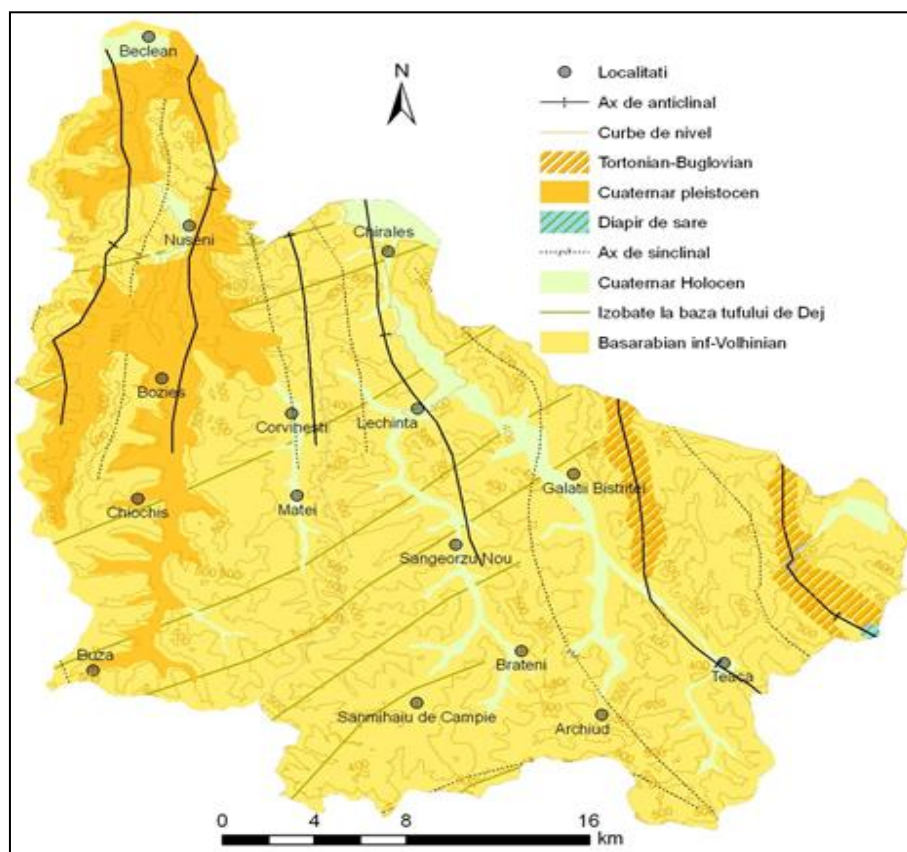 Beclean
N
Localitati
Ax de anticlinal
Curbe de nivel
Tortonian-Buglovian
Cuaternar pleistocen
Diapir de sare
Ax de sinclinal
Cuaternar Holocen
Izobate la baza tufului de Dej
Basarabian inf-Volhinian
Nuseni
Chirales
Bozies
Corvinesti
Lechinta
Galatii Bistritei
Chiochis
Matei
Sangeorzu Nou
Buza
Brateni
Teaca
Sanmihaiu de Campie
Archiud
0 4 8 16
km